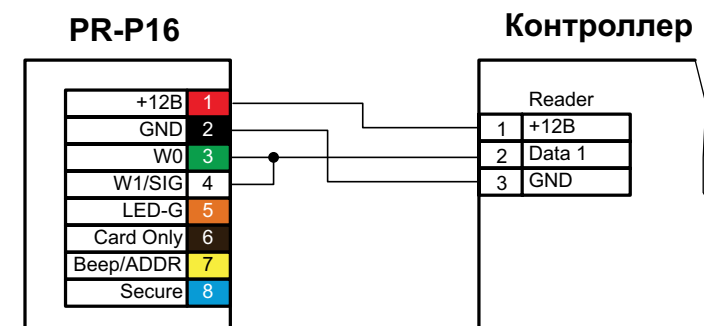 PR-P16
Контроллер
+12В 1
GND 2
W0 3
W1/SIG 4
LED-G 5
Card Only 6
Beep/ADDR 7
Secure 8
Reader
1 +12В
2 Data 1
3 GND